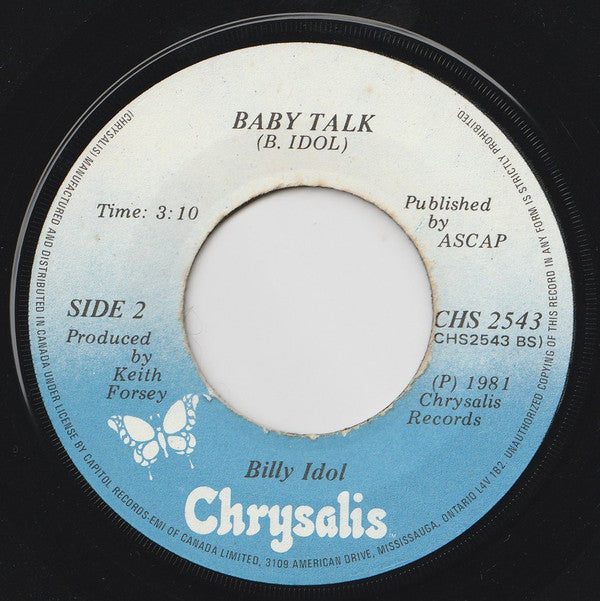 BABY TALK
(B. IDOL)
Time: 3:10
Published
by
ASCAP
SIDE 2
Produced
by
Keith
Forsey
CHS 2543
CHS2543 BS)
(P) 1981
Chrysalis
Records
Billy Idol
Chrysalis
(CHRYSALIS) MANUFACTURED AND DISTRIBUTED IN CANADA UNDER LICENSE BY CAPITOL RECORDS-EMI OF CANADA LIMITED, 3109 AMERICAN DRIVE, MISSISSAUGA, ONTARIO L4V 1B2. UNAUTHORIZED COPYING OF THIS RECORD IN ANY FORM IS STRICTLY PROHIBITED.